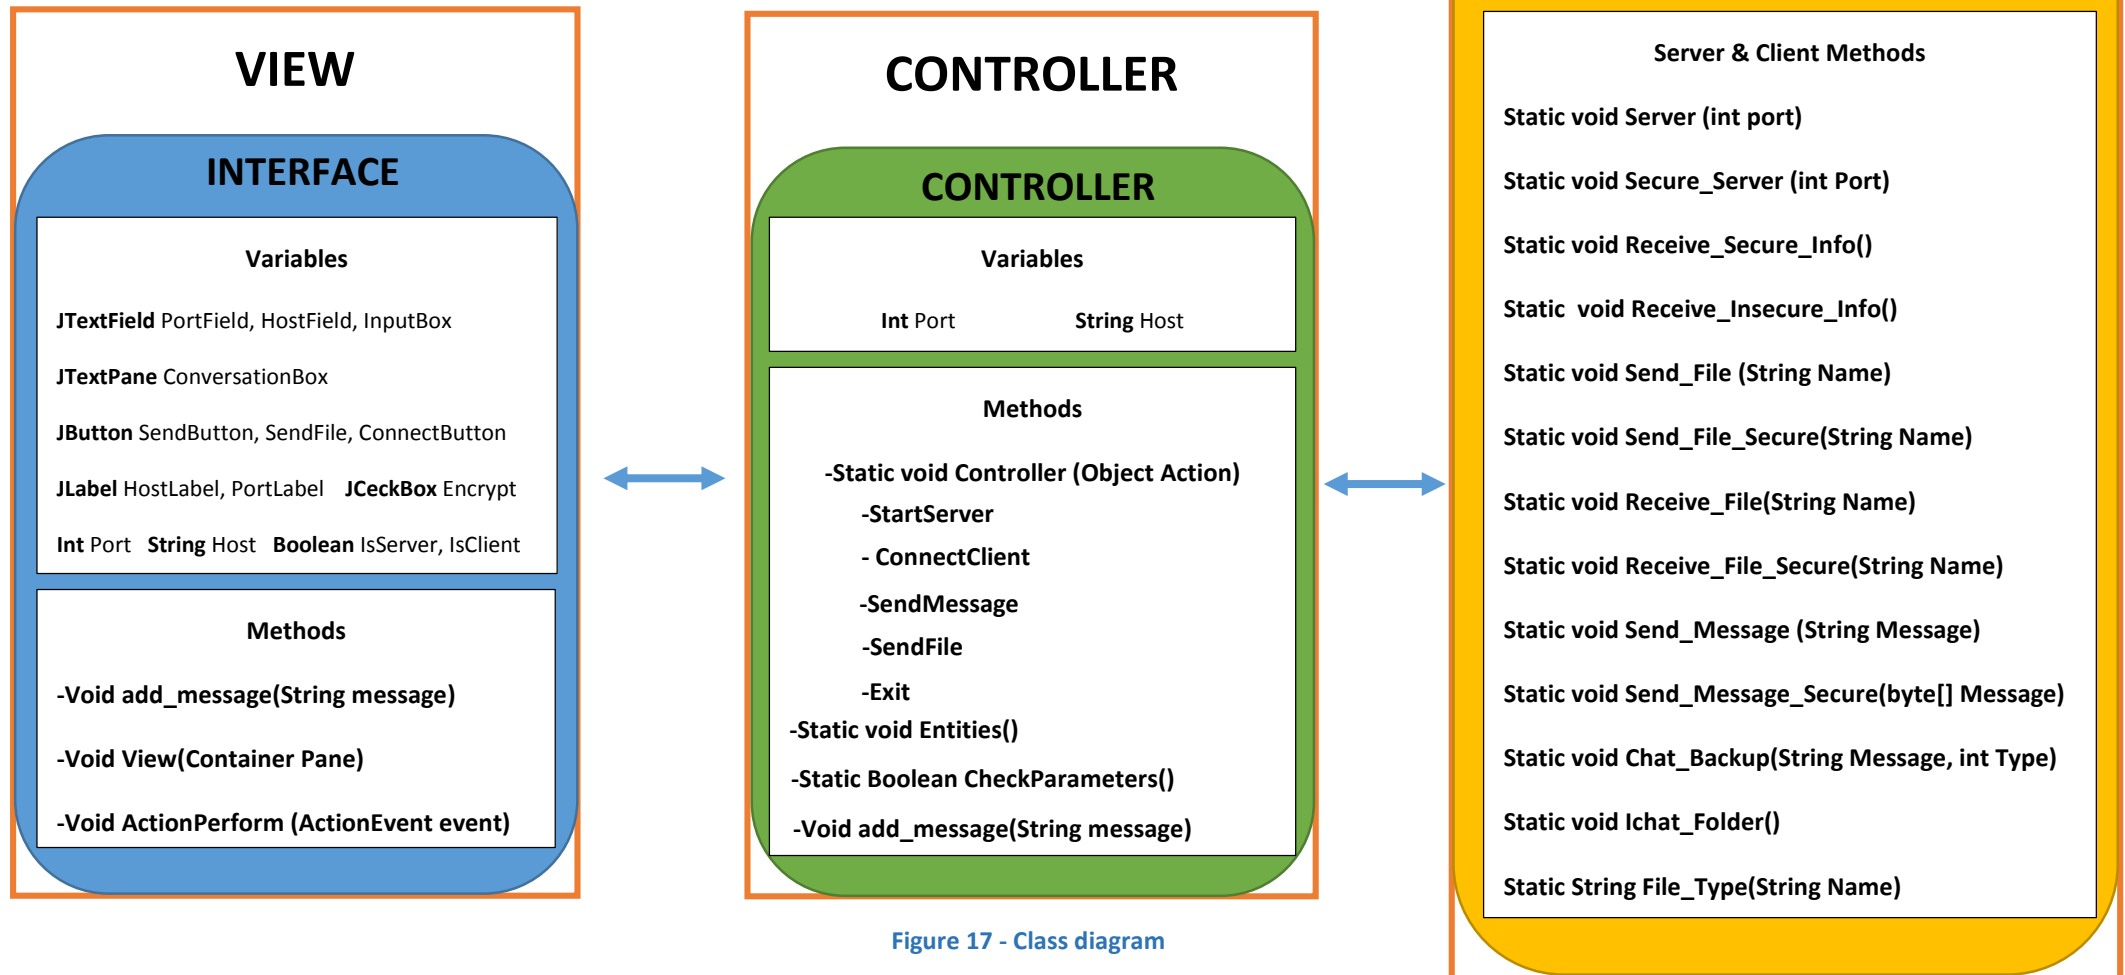 VIEW
INTERFACE
Variables
JTextField PortField, HostField, InputBox
JTextPane ConversationBox
JButton SendButton, SendFile, ConnectButton
JLabel HostLabel, PortLabel JCeckBox Encrypt
Int Port String Host Boolean IsServer, IsClient
Methods
-Void add_message(String message)
-Void View(Container Pane)
-Void ActionPerform (ActionEvent event)
CONTROLLER
CONTROLLER
Variables
Int Port String Host
Methods
-Static void Controller (Object Action)
-StartServer
- ConnectClient
-SendMessage
-SendFile
-Exit
-Static void Entities()
-Static Boolean CheckParameters()
-Void add_message(String message)
Server & Client Methods
Static void Server (int port)
Static void Secure_Server (int Port)
Static void Receive_Secure_Info()
Static  void Receive_Insecure_Info()
Static void Send_File (String Name)
Static void Send_File_Secure(String Name)
Static void Receive_File(String Name)
Static void Receive_File_Secure(String Name)
Static void Send_Message (String Message)
Static void Send_Message_Secure(byte[] Message)
Static void Chat_Backup(String Message, int Type)
Static void Ichat_Folder()
Static String File_Type(String Name)
Figure 17 - Class diagram